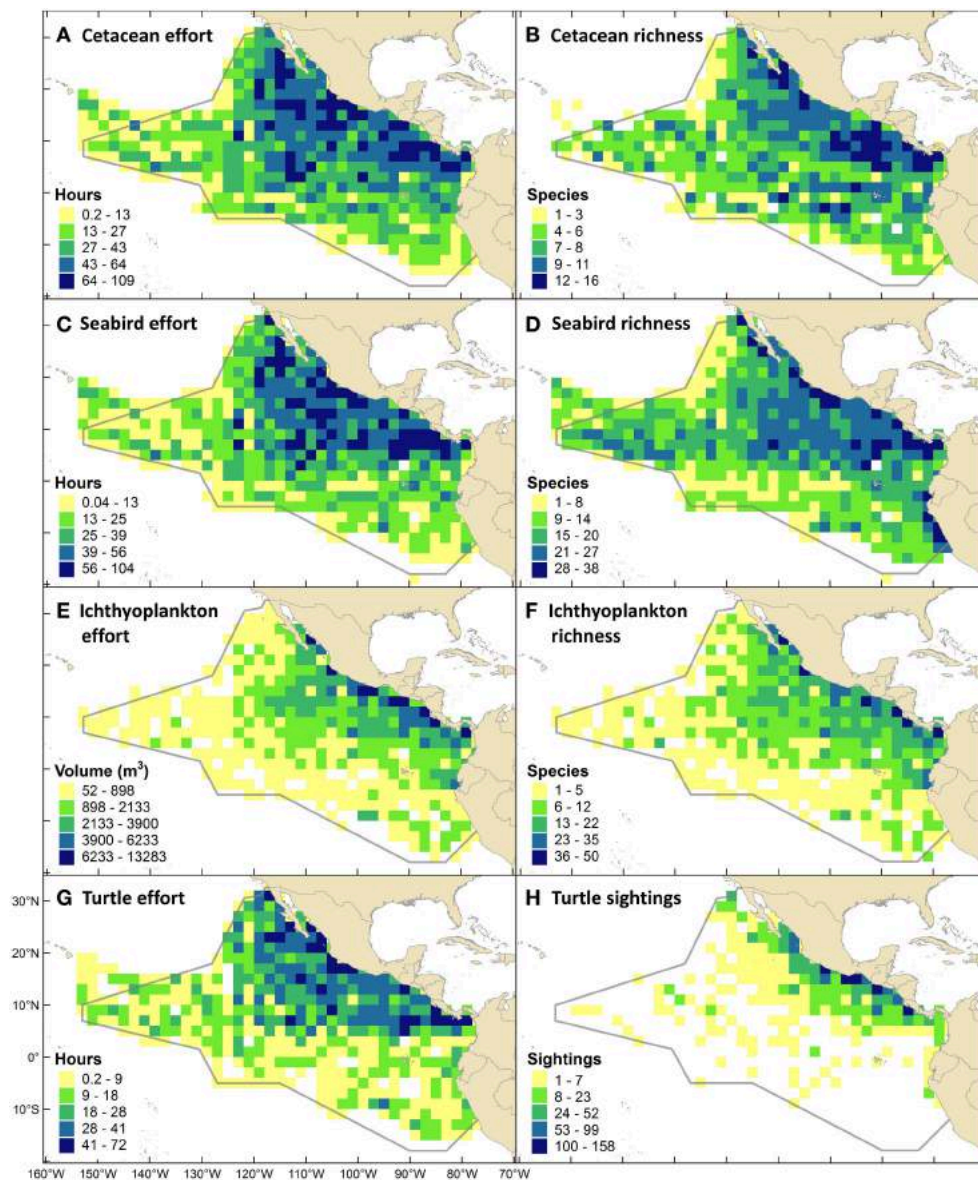 A Cetacean effort
Hours
0.2 - 13
13 - 27
27 - 43
43 - 64
64 - 109
B Cetacean richness
Species
1 - 3
4 - 6
7 - 8
9 - 11
12 - 16
C Seabird effort
Hours
0.04 - 13
13 - 25
25 - 39
39 - 56
56 - 104
D Seabird richness
Species
1 - 8
9 - 14
15 - 20
21 - 27
28 - 38
E Ichthyoplankton
effort
Volume (m³)
52 - 898
898 - 2133
2133 - 3900
3900 - 6233
6233 - 13283
F Ichthyoplankton
richness
Species
1 - 5
6 - 12
13 - 22
23 - 35
36 - 50
G Turtle effort
30°N
20°N
10°N
0°
10°S
Hours
0.2 - 9
9 - 18
18 - 28
28 - 41
41 - 72
160°W 150°W 140°W 130°W 120°W 110°W 100°W 90°W 80°W 70°W
H Turtle sightings
Sightings
1 - 7
8 - 23
24 - 52
53 - 99
100 - 158